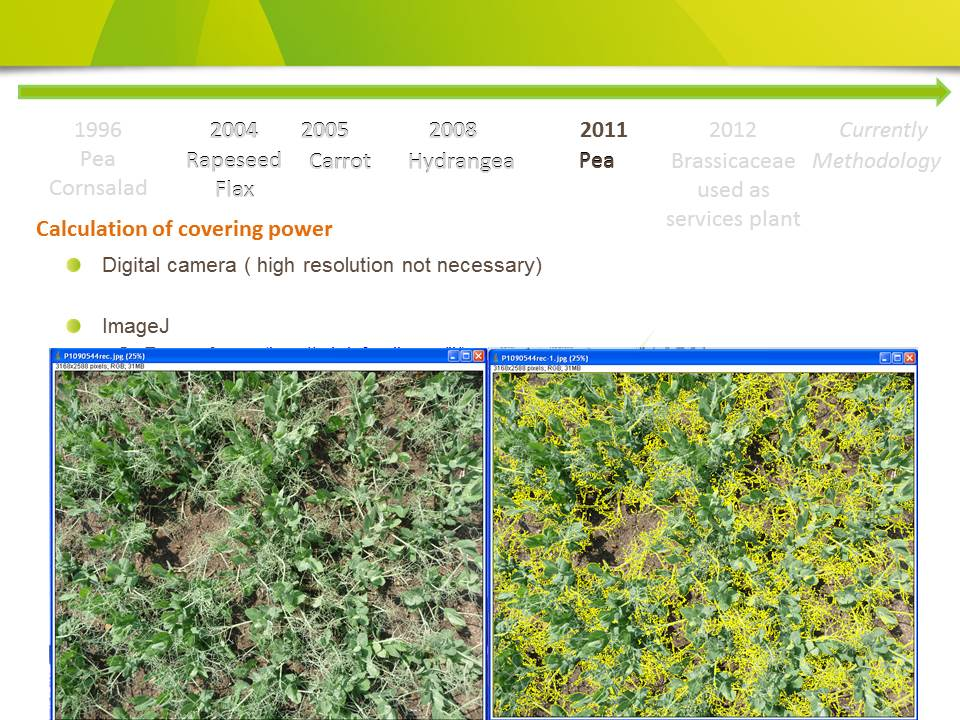 1996
Pea
Cornsalad
2004
Rapeseed
Flax
2005
Carrot
2008
Hydrangea
2011
Pea
2012
Brassicaceae
used as
services plant
Currently
Methodology
Calculation of covering power
Digital camera ( high resolution not necessary)
ImageJ
P1090544rec.jpg (25%)
3168x2588 pixels; RGB; 31MB
P1090544rec-1.jpg (25%)
3168x2588 pixels; RGB; 31MB